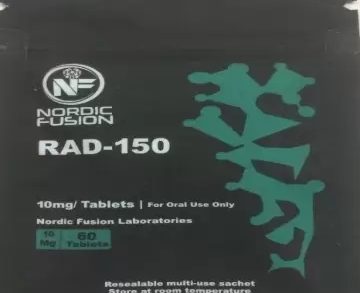 NF
NORDIC
FUSION
RAD-150
10mg/ Tablets | For Oral Use Only
Nordic Fusion Laboratories
10 Mg 60 Tablets
Resealable multi-use sachet
Store at room temperature